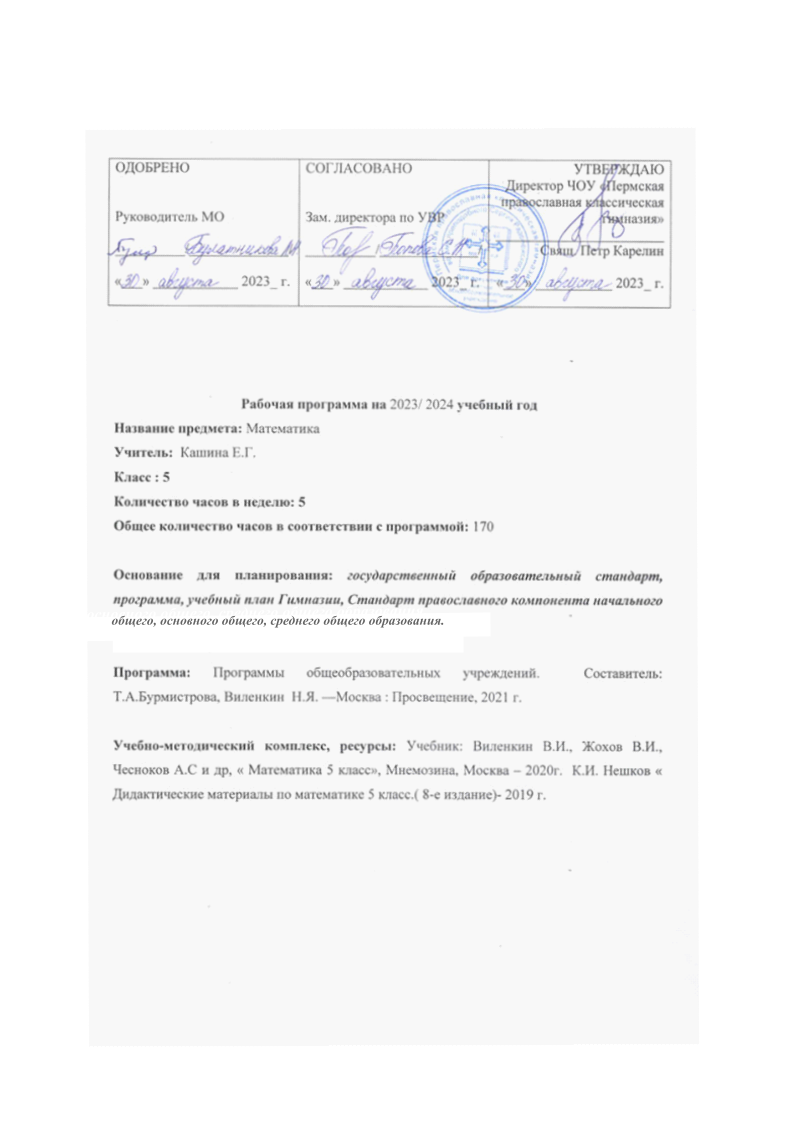 ОДОБРЕНО
Руководитель МО
Булатникова
«30» августа 2023_ г.
СОГЛАСОВАНО
Зам. директора по УВР
Попова С.
«30» августа 2023_ г.
УТВЕРЖДАЮ
Директор ЧОУ «Пермская
православная классическая
гимназия»
Свящ. Петр Карелин
«30» августа 2023_ г.
Рабочая программа на 2023/ 2024 учебный год
Название предмета: Математика
Учитель: Кашина Е.Г.
Класс : 5
Количество часов в неделю: 5
Общее количество часов в соответствии с программой: 170
Основание для планирования: государственный образовательный стандарт,
программа, учебный план Гимназии, Стандарт православного компонента начального
общего, основного общего, среднего общего образования.
Программа: Программы общеобразовательных учреждений. Составитель:
Т.А.Бурмистрова, Виленкин Н.Я. —Москва : Просвещение, 2021 г.
Учебно-методический комплекс, ресурсы: Учебник: Виленкин В.И., Жохов В.И.,
Чесноков А.С и др, « Математика 5 класс», Мнемозина, Москва – 2020г. К.И. Нешков «
Дидактические материалы по математике 5 класс.( 8-е издание)- 2019 г.